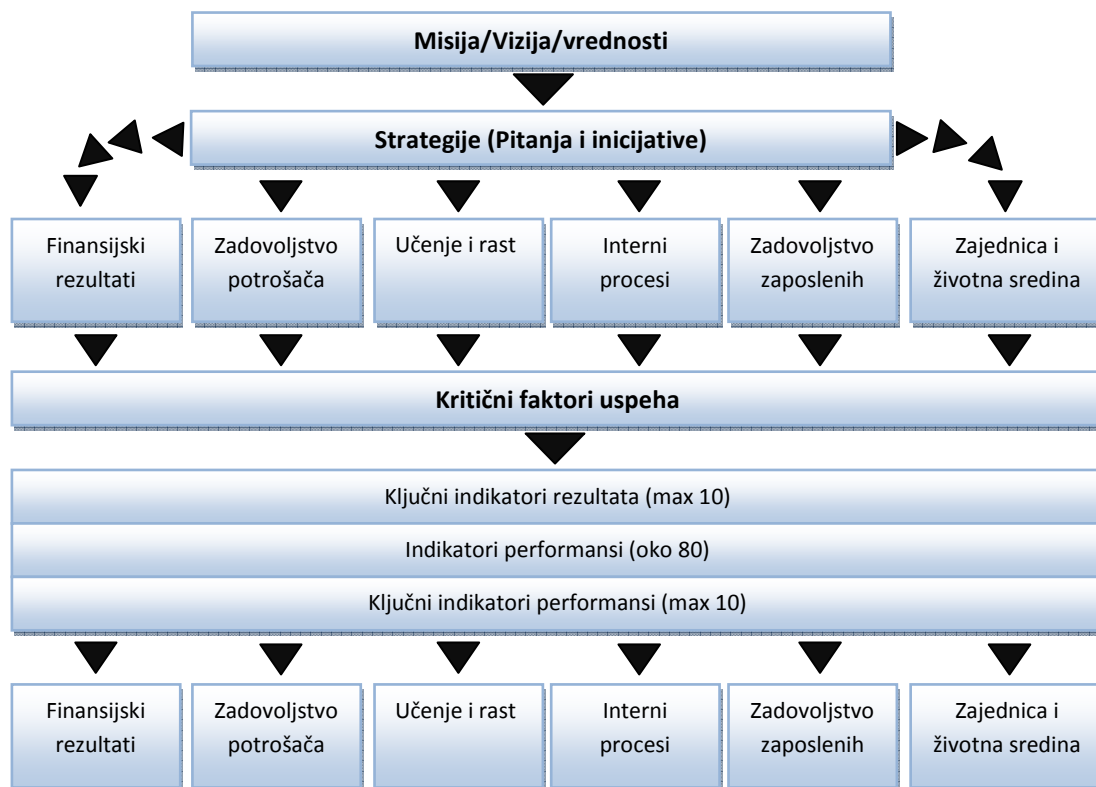 Misija/Vizija/vrednosti
Strategije (Pitanja i inicijative)
Finansijski
rezultati
Zadovoljstvo
potrošača
Učenje i rast
Interni
procesi
Zadovoljstvo
zaposlenih
Zajednica i
životna sredina
Kritični faktori uspeha
Ključni indikatori rezultata (max 10)
Indikatori performansi (oko 80)
Ključni indikatori performansi (max 10)
Finansijski
rezultati
Zadovoljstvo
potrošača
Učenje i rast
Interni
procesi
Zadovoljstvo
zaposlenih
Zajednica i
životna sredina